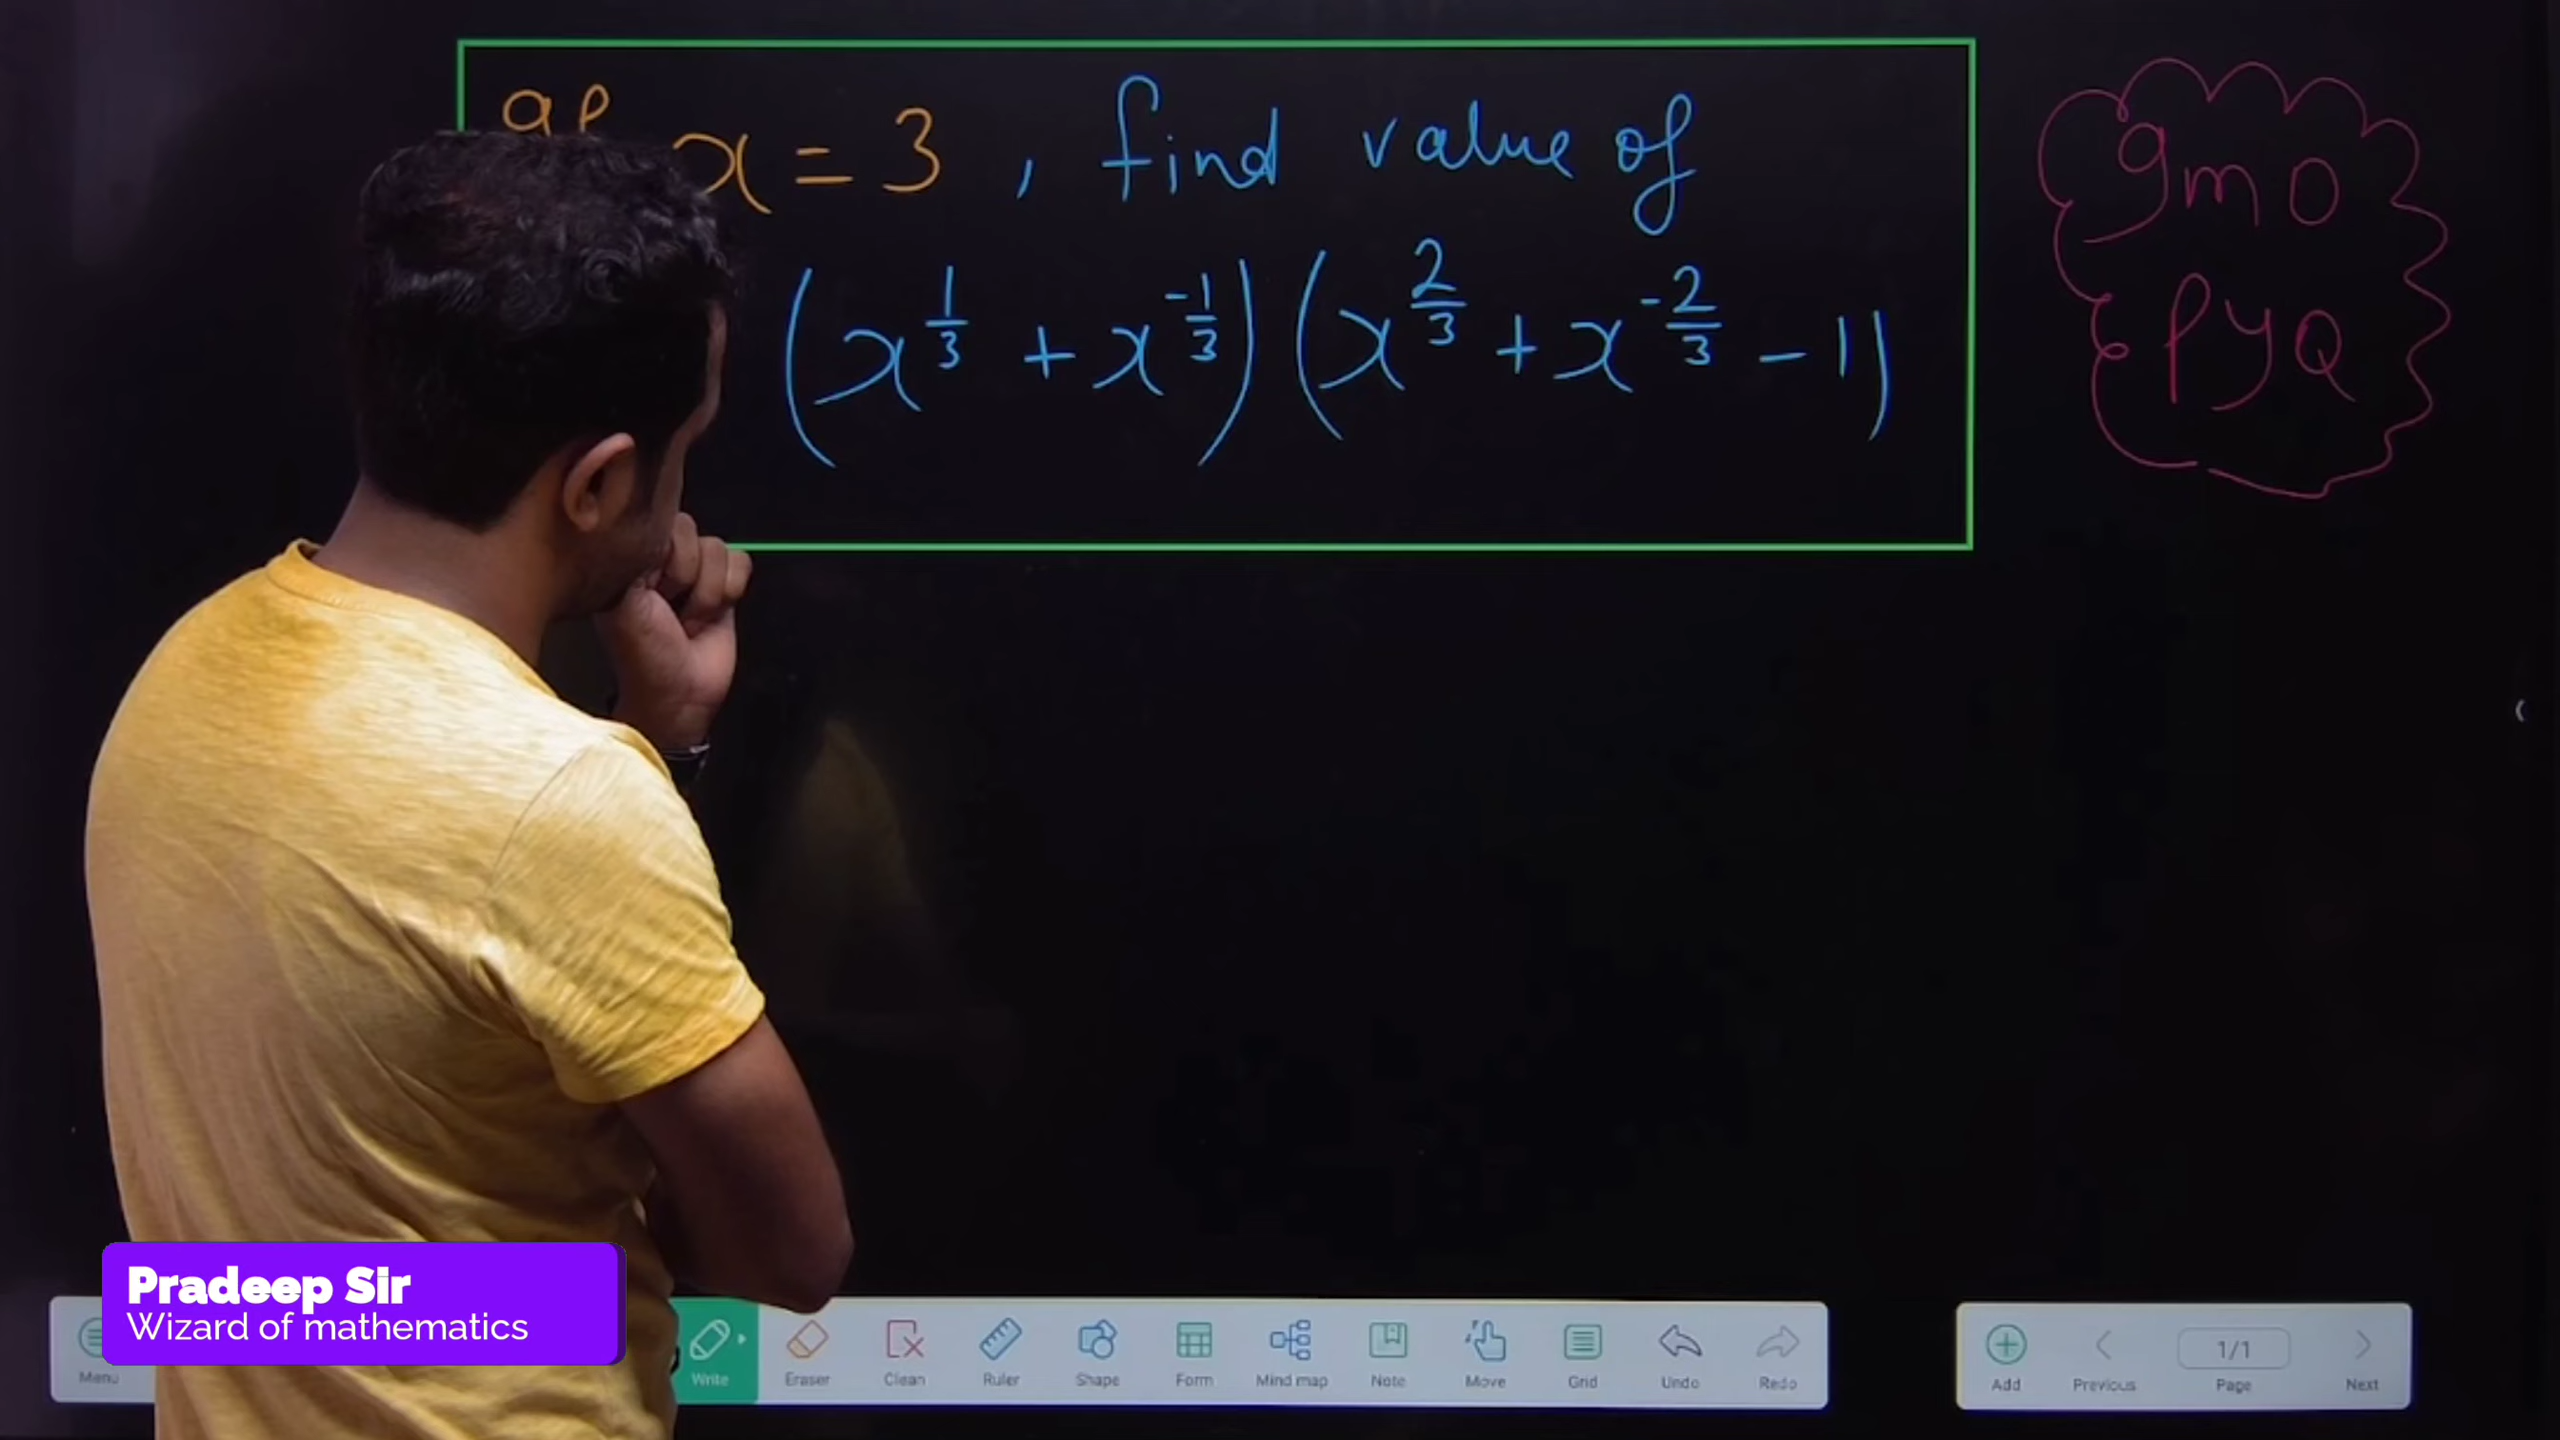 x = 3 , find value of
(x^{1/3} + x^{-1/3}) (x^{2/3} + x^{-2/3} - 1)
gmo
PYQ
Pradeep Sir
Wizard of mathematics
Menu Write Eraser Clean Ruler Shape Form Mind map Note Move Grid Undo Redo
1/1
Add Previous Page Next